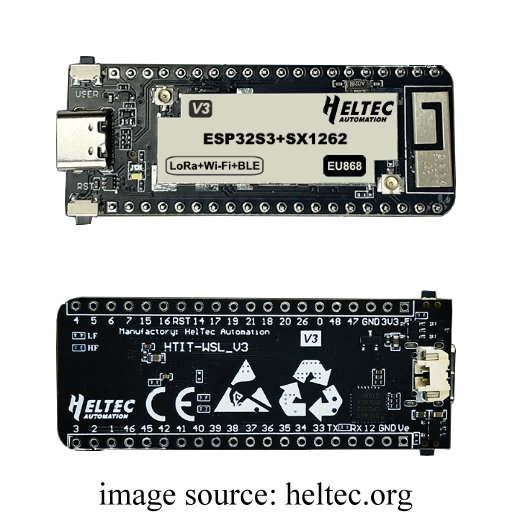 USER
V3
HELTEC
AUTOMATION
ESP32S3+SX1262
LoRa+Wi-Fi+BLE
EU868
RST
4 5 6 7 15 16 RST 14 17 19 21 18 20 26 0 48 47 GND 3V3
Manufactory: HelTec Automation
LF
HF
HTIT-WSL_V3
V3
HELTEC
AUTOMATION
CE
3 2 46 45 42 41 40 39 38 37 36 35 34 33 TX RX 12 GND Ve
image source: heltec.org